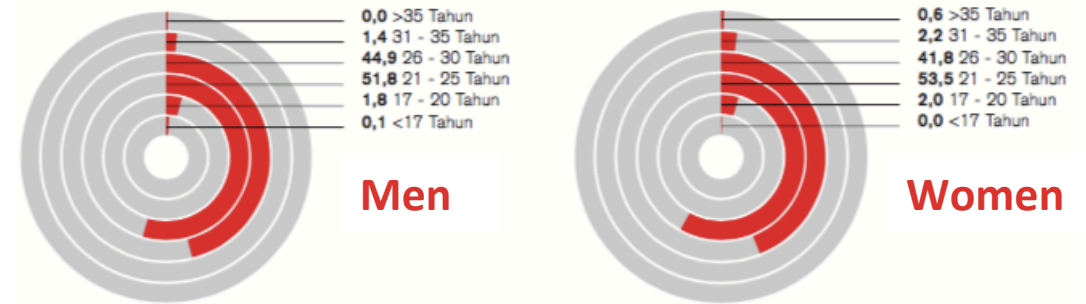 0,0 >35 Tahun
1,4 31 - 35 Tahun
44,9 26 - 30 Tahun
51,8 21 - 25 Tahun
1,8 17 - 20 Tahun
0,1 <17 Tahun
Men
0,6 >35 Tahun
2,2 31 - 35 Tahun
41,8 26 - 30 Tahun
53,5 21 - 25 Tahun
2,0 17 - 20 Tahun
0,0 <17 Tahun
Women